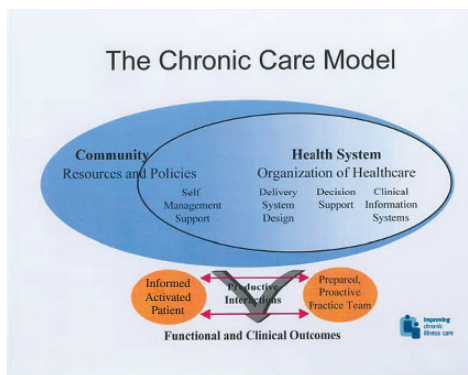 The Chronic Care Model
Community
Resources and Policies
Health System
Organization of Healthcare
Self-
Management
Support
Delivery
System
Design
Decision
Support
Clinical
Information
Systems
Informed
Activated
Patient
Productive
Interactions
Prepared,
Proactive
Practice Team
Functional and Clinical Outcomes
improving
chronic
illness care